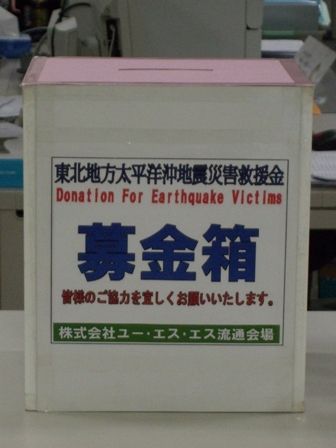 東北地方太平洋沖地震災害救援金
Donation For Earthquake Victims
募金箱
皆様のご協力を宜しくお願いいたします。
株式会社ユー・エス・エス流通会場